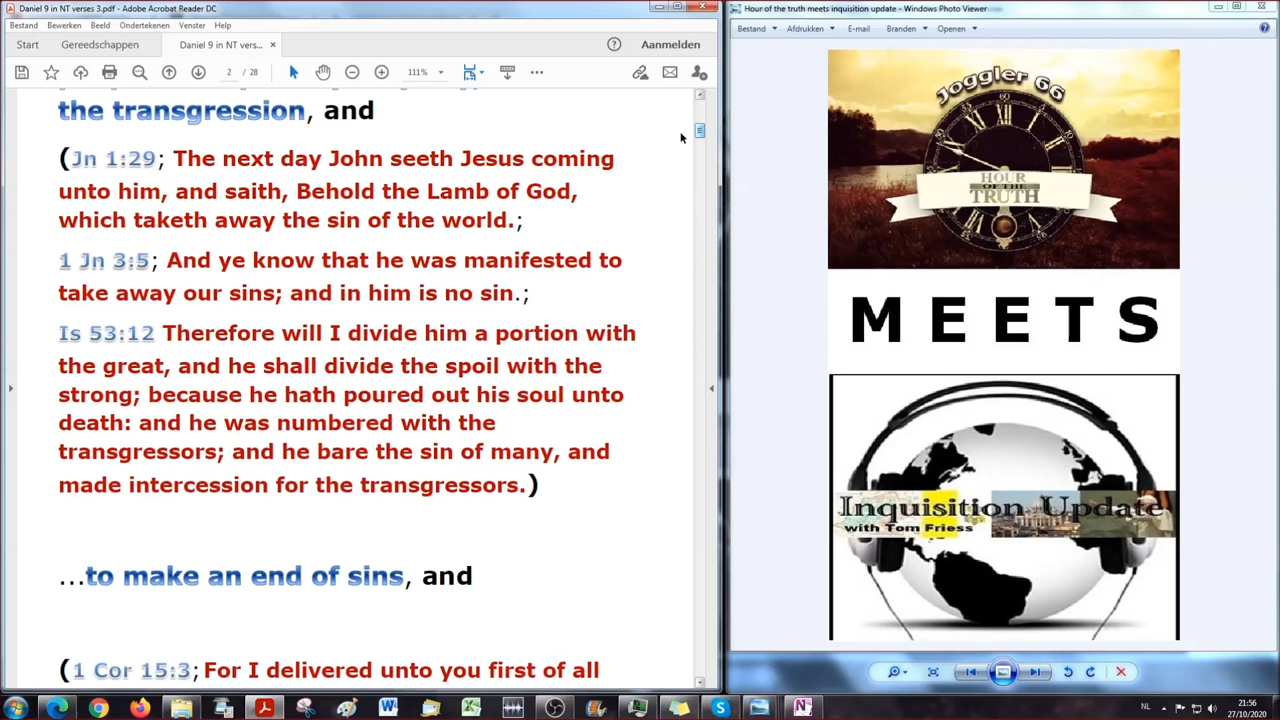 Daniel 9 in NT verses 3.pdf - Adobe Acrobat Reader DC
Bestand Bewerken Beeld Ondertekenen Venster Help
Start Gereedschappen Daniel 9 in NT vers... Aanmelden
2 / 28 111%
the transgression, and
(Jn 1:29; The next day John seeth Jesus coming
unto him, and saith, Behold the Lamb of God,
which taketh away the sin of the world.;
1 Jn 3:5; And ye know that he was manifested to
take away our sins; and in him is no sin.;
Is 53:12 Therefore will I divide him a portion with
the great, and he shall divide the spoil with the
strong; because he hath poured out his soul unto
death: and he was numbered with the
transgressors; and he bare the sin of many, and
made intercession for the transgressors.)
...to make an end of sins, and
(1 Cor 15:3; For I delivered unto you first of all
Hour of the truth meets inquisition update - Windows Photo Viewer
Bestand Afdrukken E-mail Branden Openen
Joggler 66
HOUR
OF THE
TRUTH
MEETS
Inquisition Update
with Tom Friess
NL 21:56
27/10/2020